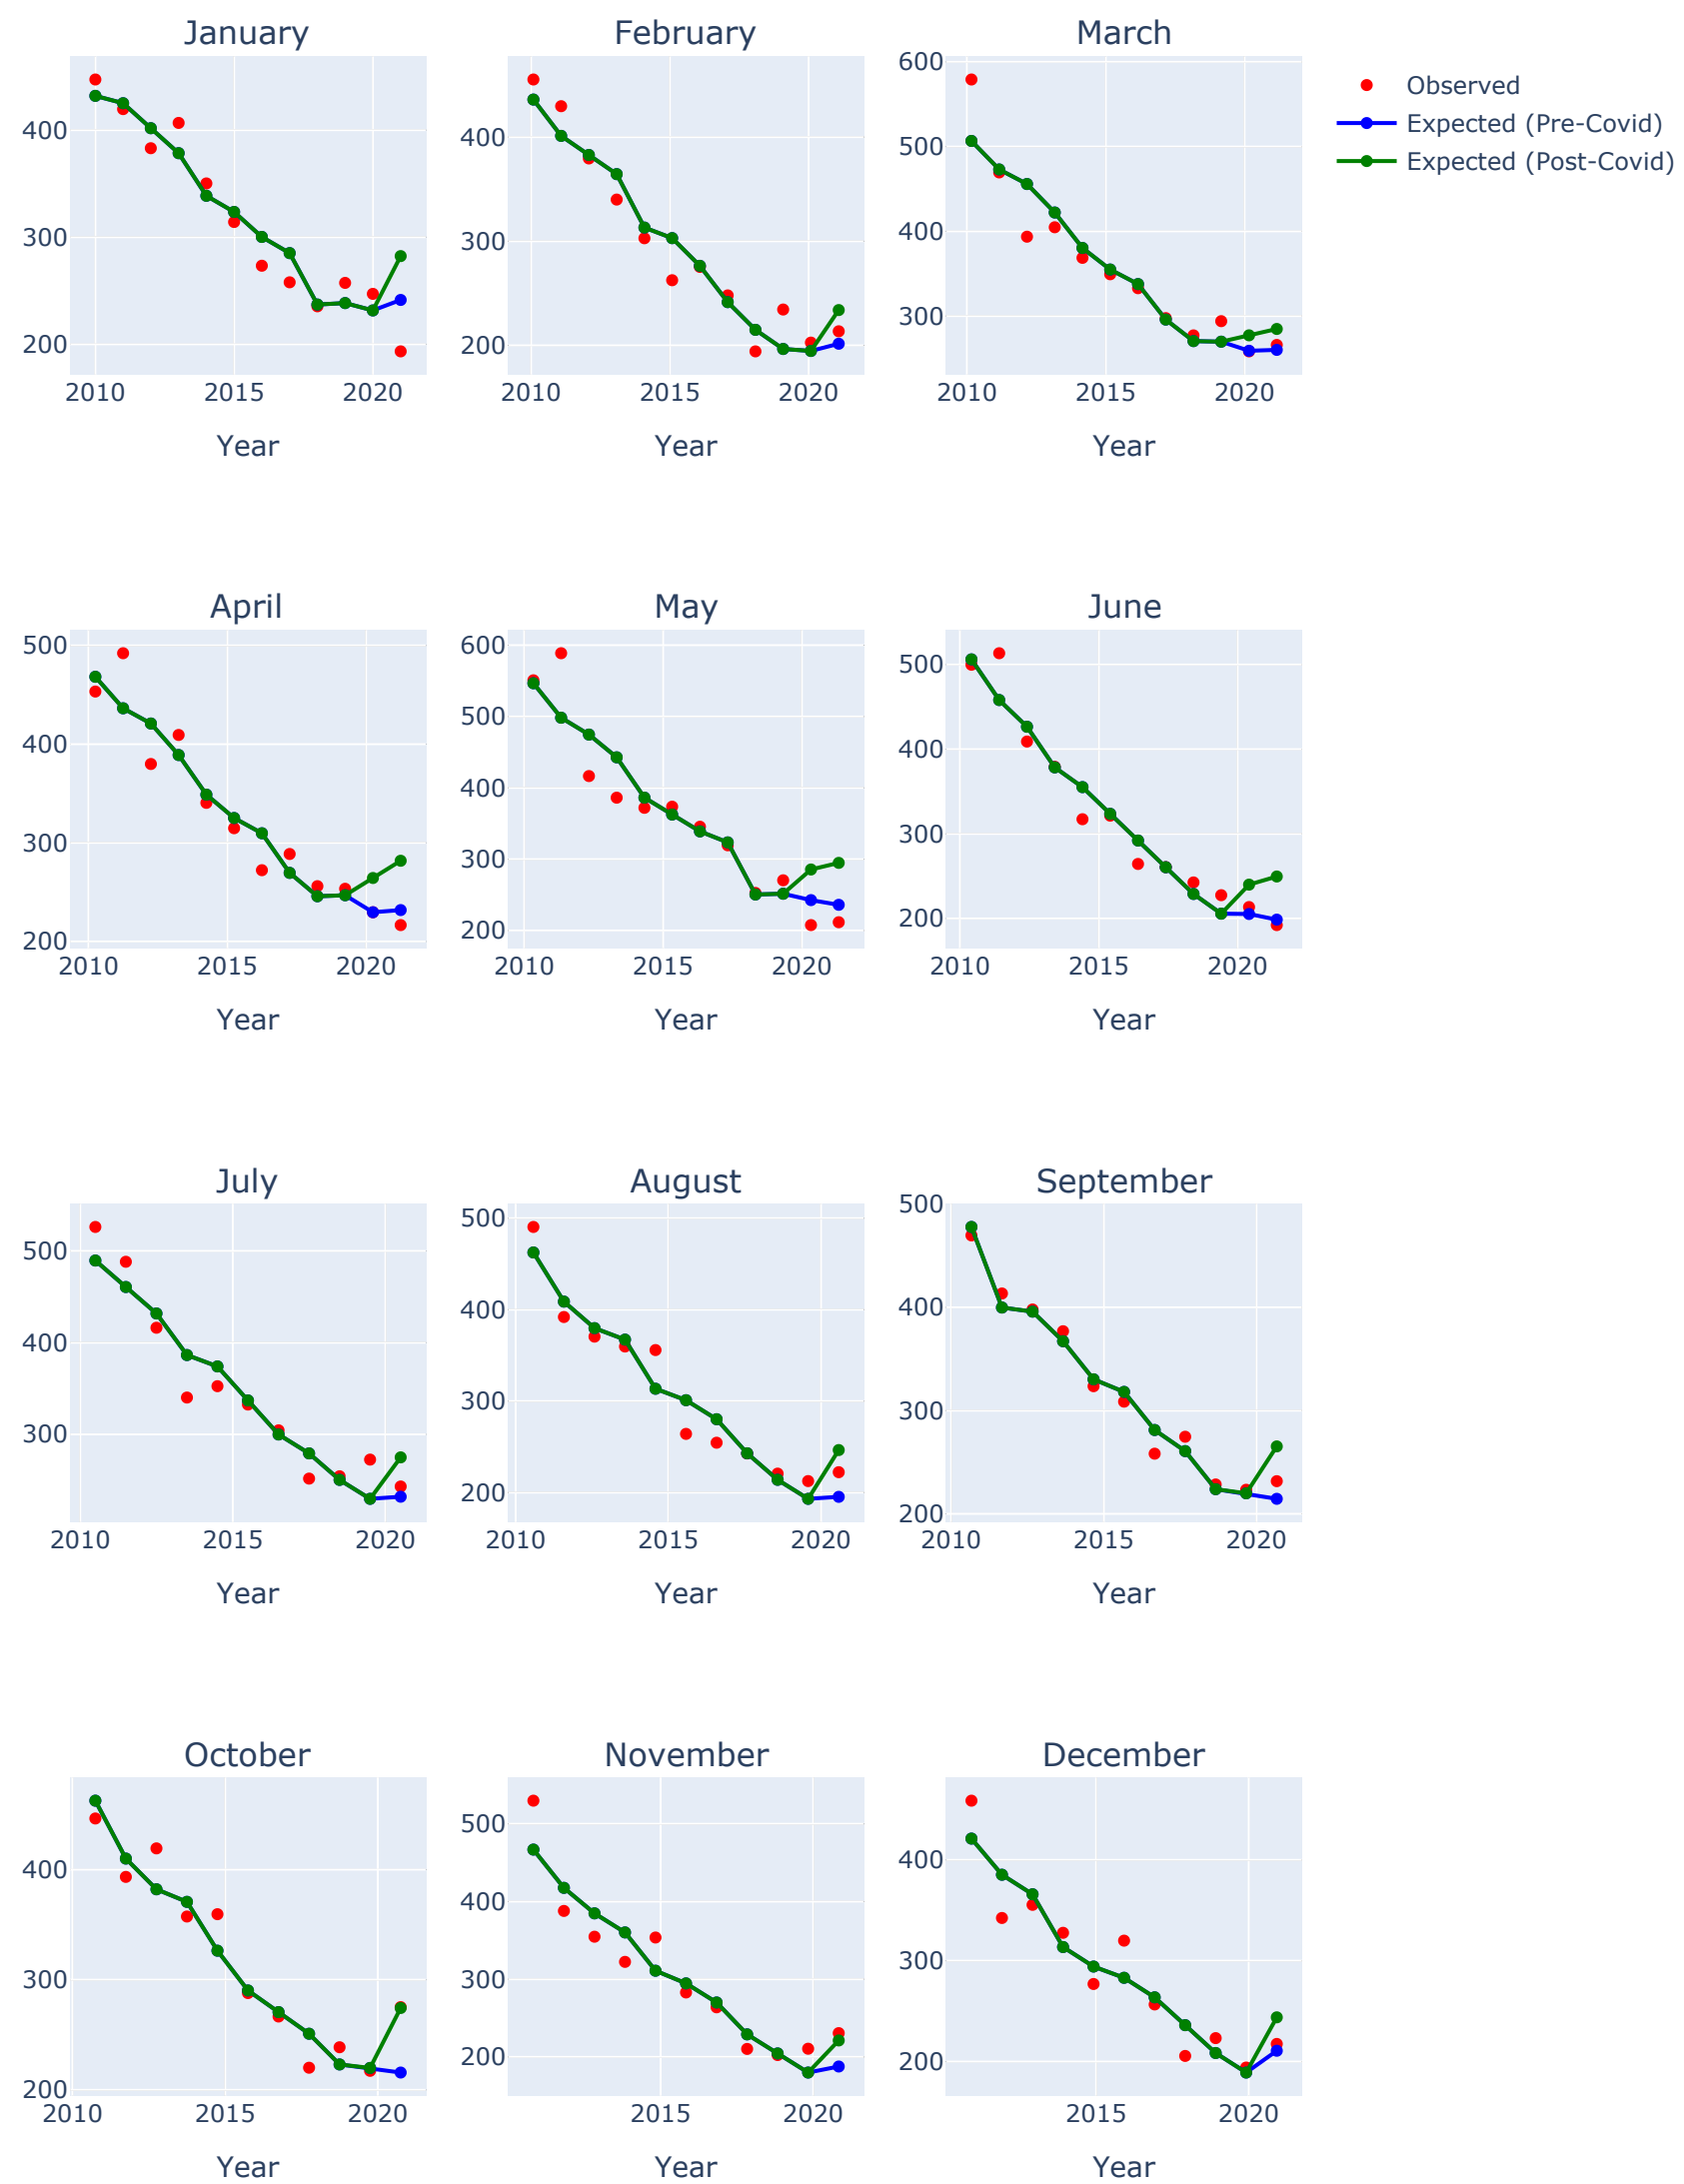 January
February
March
Observed
Expected (Pre-Covid)
Expected (Post-Covid)
400
300
200
2010 2015 2020
Year
400
300
200
2010 2015 2020
Year
600
500
400
300
2010 2015 2020
Year
April
May
June
500
400
300
200
2010 2015 2020
Year
600
500
400
300
200
2010 2015 2020
Year
500
400
300
200
2010 2015 2020
Year
July
August
September
500
400
300
2010 2015 2020
Year
500
400
300
200
2010 2015 2020
Year
500
400
300
200
2010 2015 2020
Year
October
November
December
400
300
200
2010 2015 2020
Year
500
400
300
200
2015 2020
Year
400
300
200
2015 2020
Year